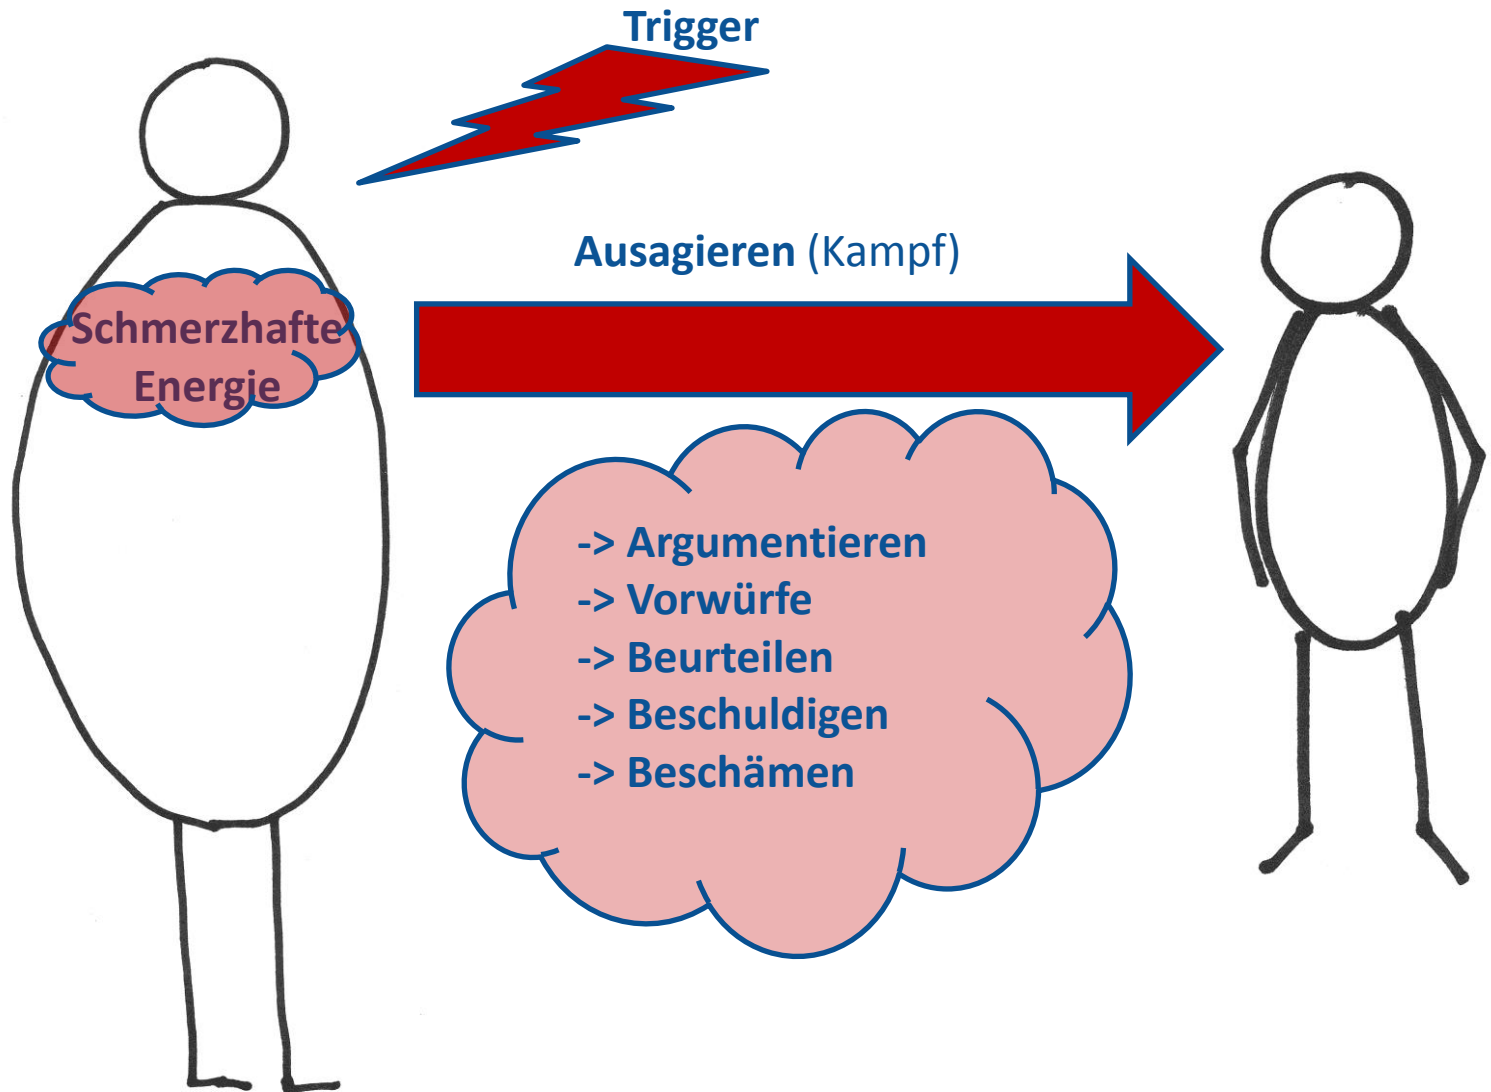 Trigger
Ausagieren (Kampf)
Schmerzhafte
Energie
-> Argumentieren
-> Vorwürfe
-> Beurteilen
-> Beschuldigen
-> Beschämen